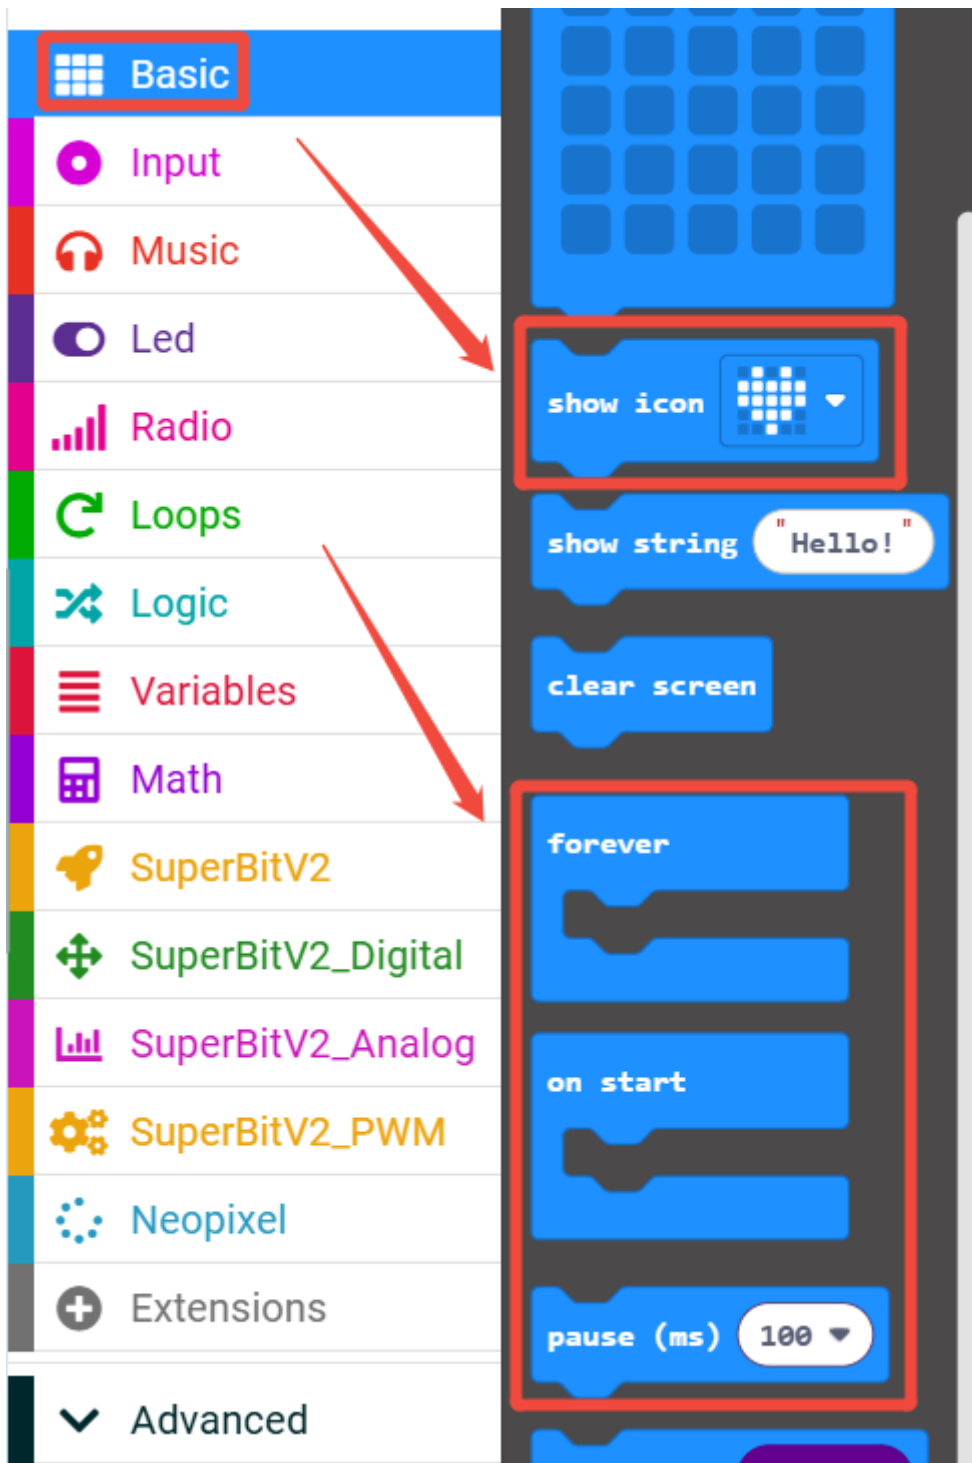 Basic
Input
Music
Led
Radio
Loops
Logic
Variables
Math
SuperBitV2
SuperBitV2_Digital
SuperBitV2_Analog
SuperBitV2_PWM
Neopixel
Extensions
Advanced
show icon
show string "Hello!"
clear screen
forever
on start
pause (ms) 100